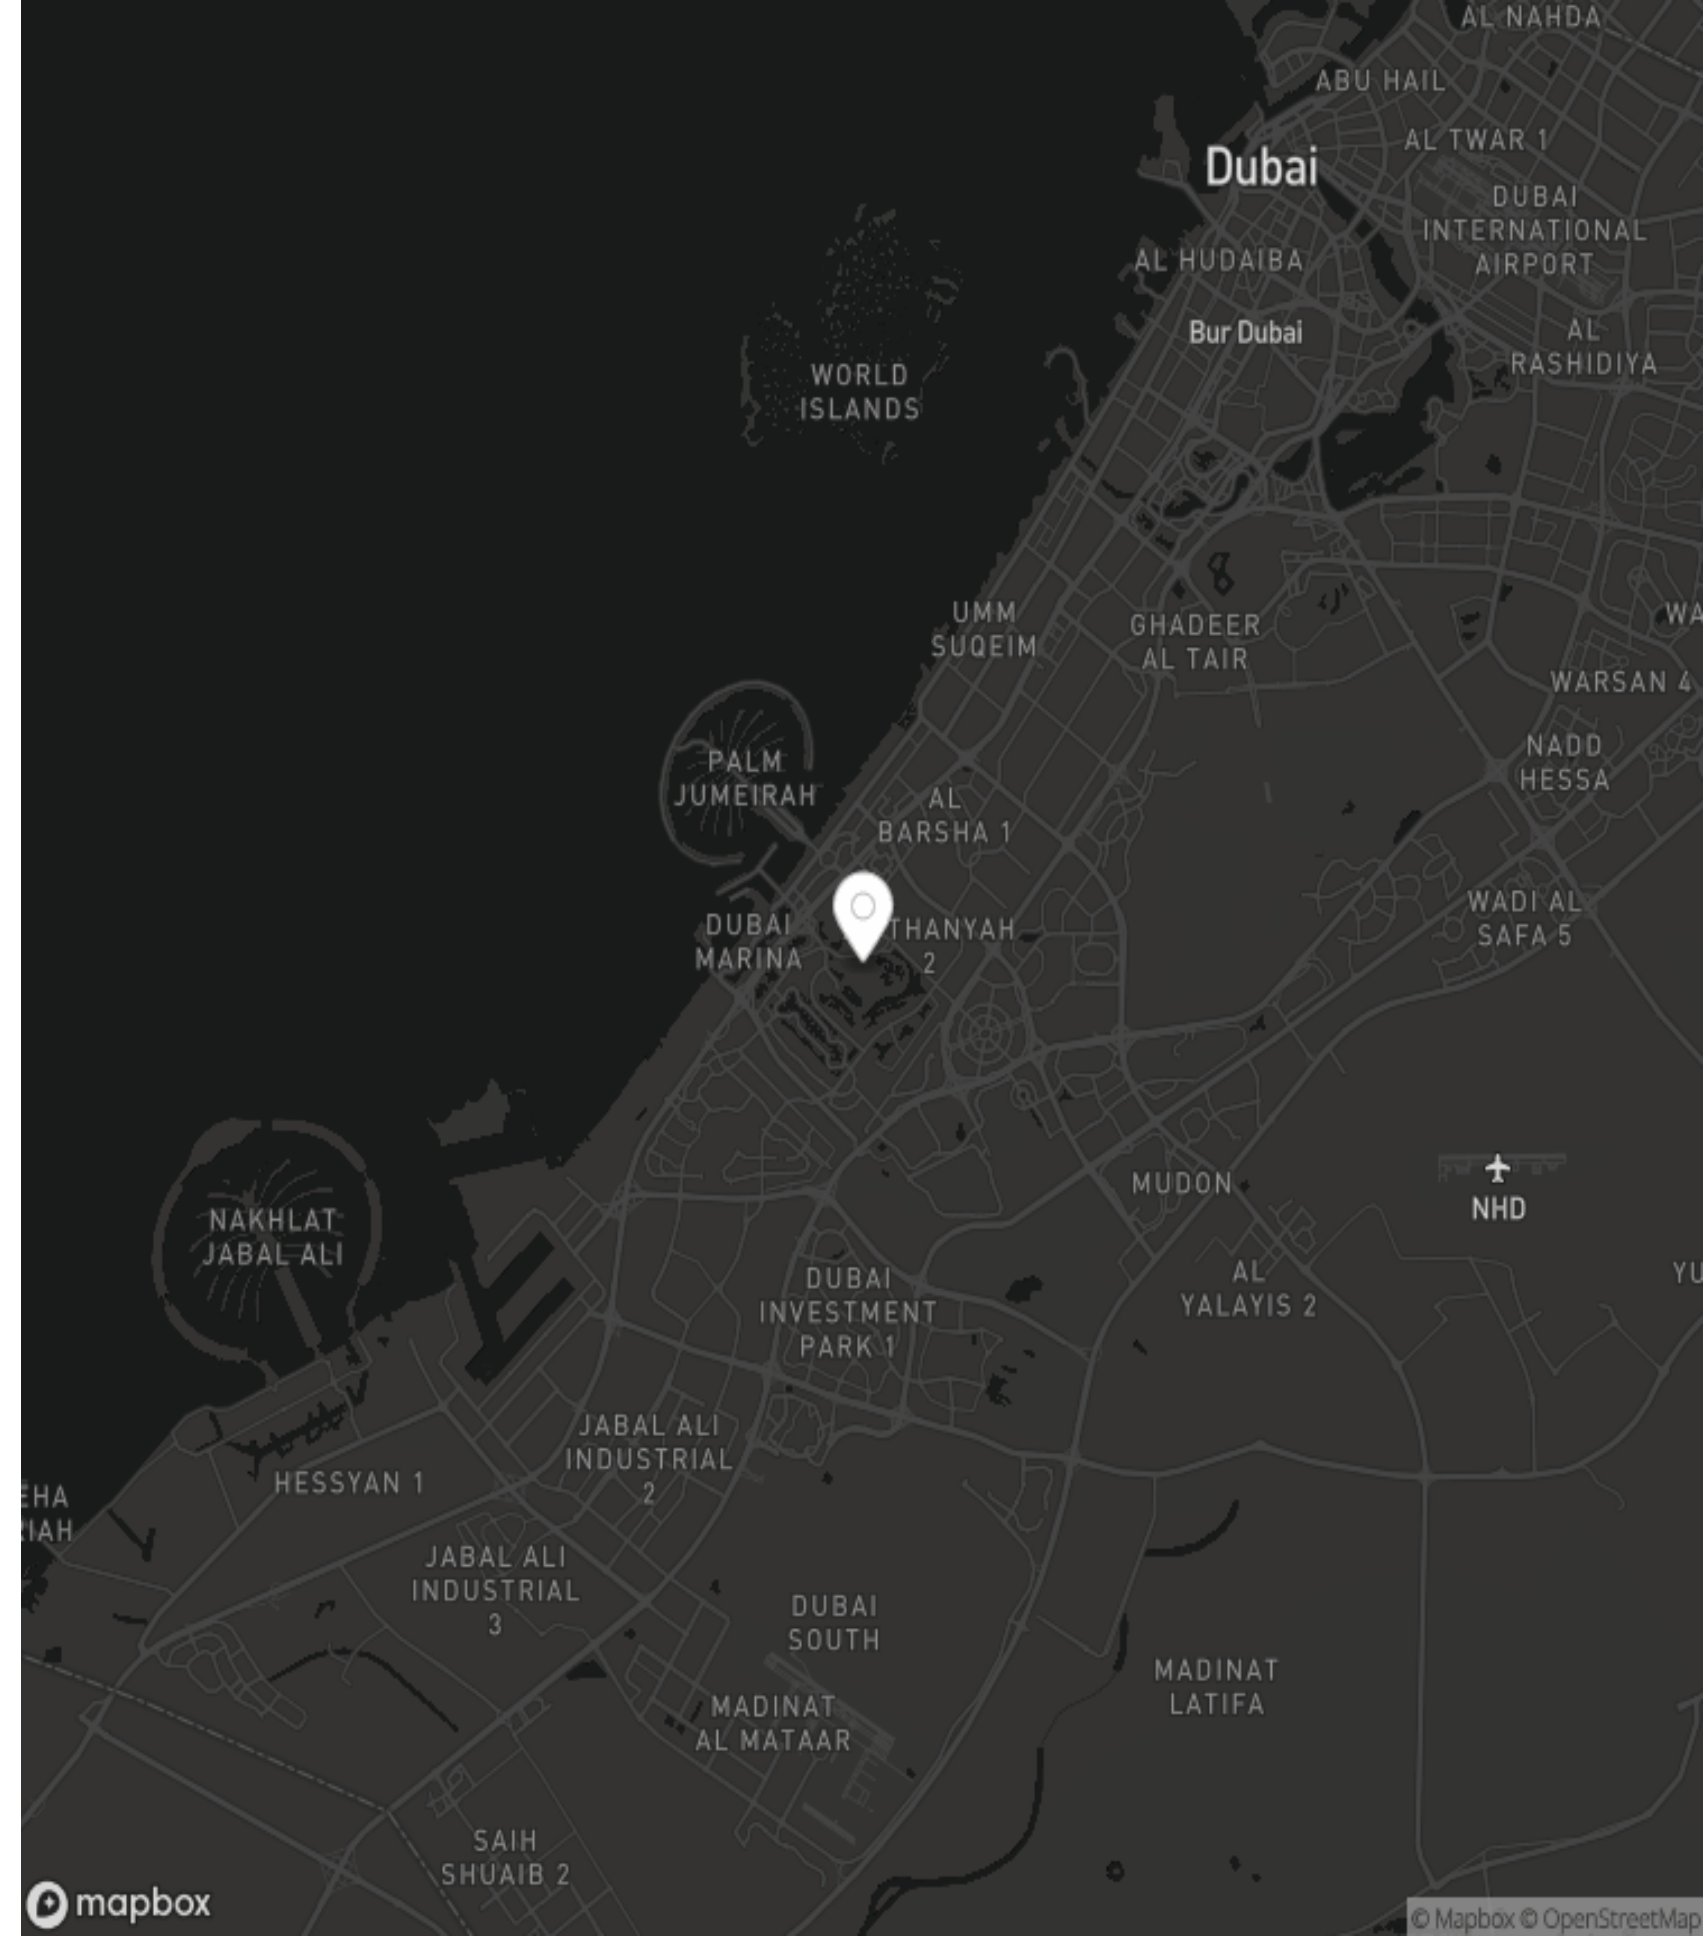 AL NAHDA
ABU HAIL
AL TWAR 1
Dubai
DUBAI
INTERNATIONAL
AIRPORT
AL HUDAIBA
Bur Dubai
AL
RASHIDIYA
WORLD
ISLANDS
UMM
SUQEIM
GHADEER
AL TAIR
WA
WARSAN 4
NADD
HESSA
PALM
JUMEIRAH
AL
BARSHA 1
WADI AL
SAFA 5
DUBAI
MARINA
THANYAH
2
MUDON
NHD
NAKHLAT
JABAL ALI
AL
YALAYIS 2
YU
DUBAI
INVESTMENT
PARK 1
JABAL ALI
INDUSTRIAL
2
HESSYAN 1
EHA
RIAH
JABAL ALI
INDUSTRIAL
3
DUBAI
SOUTH
MADINAT
LATIFA
MADINAT
AL MATAAR
SAIH
SHUAIB 2
mapbox
© Mapbox © OpenStreetMap